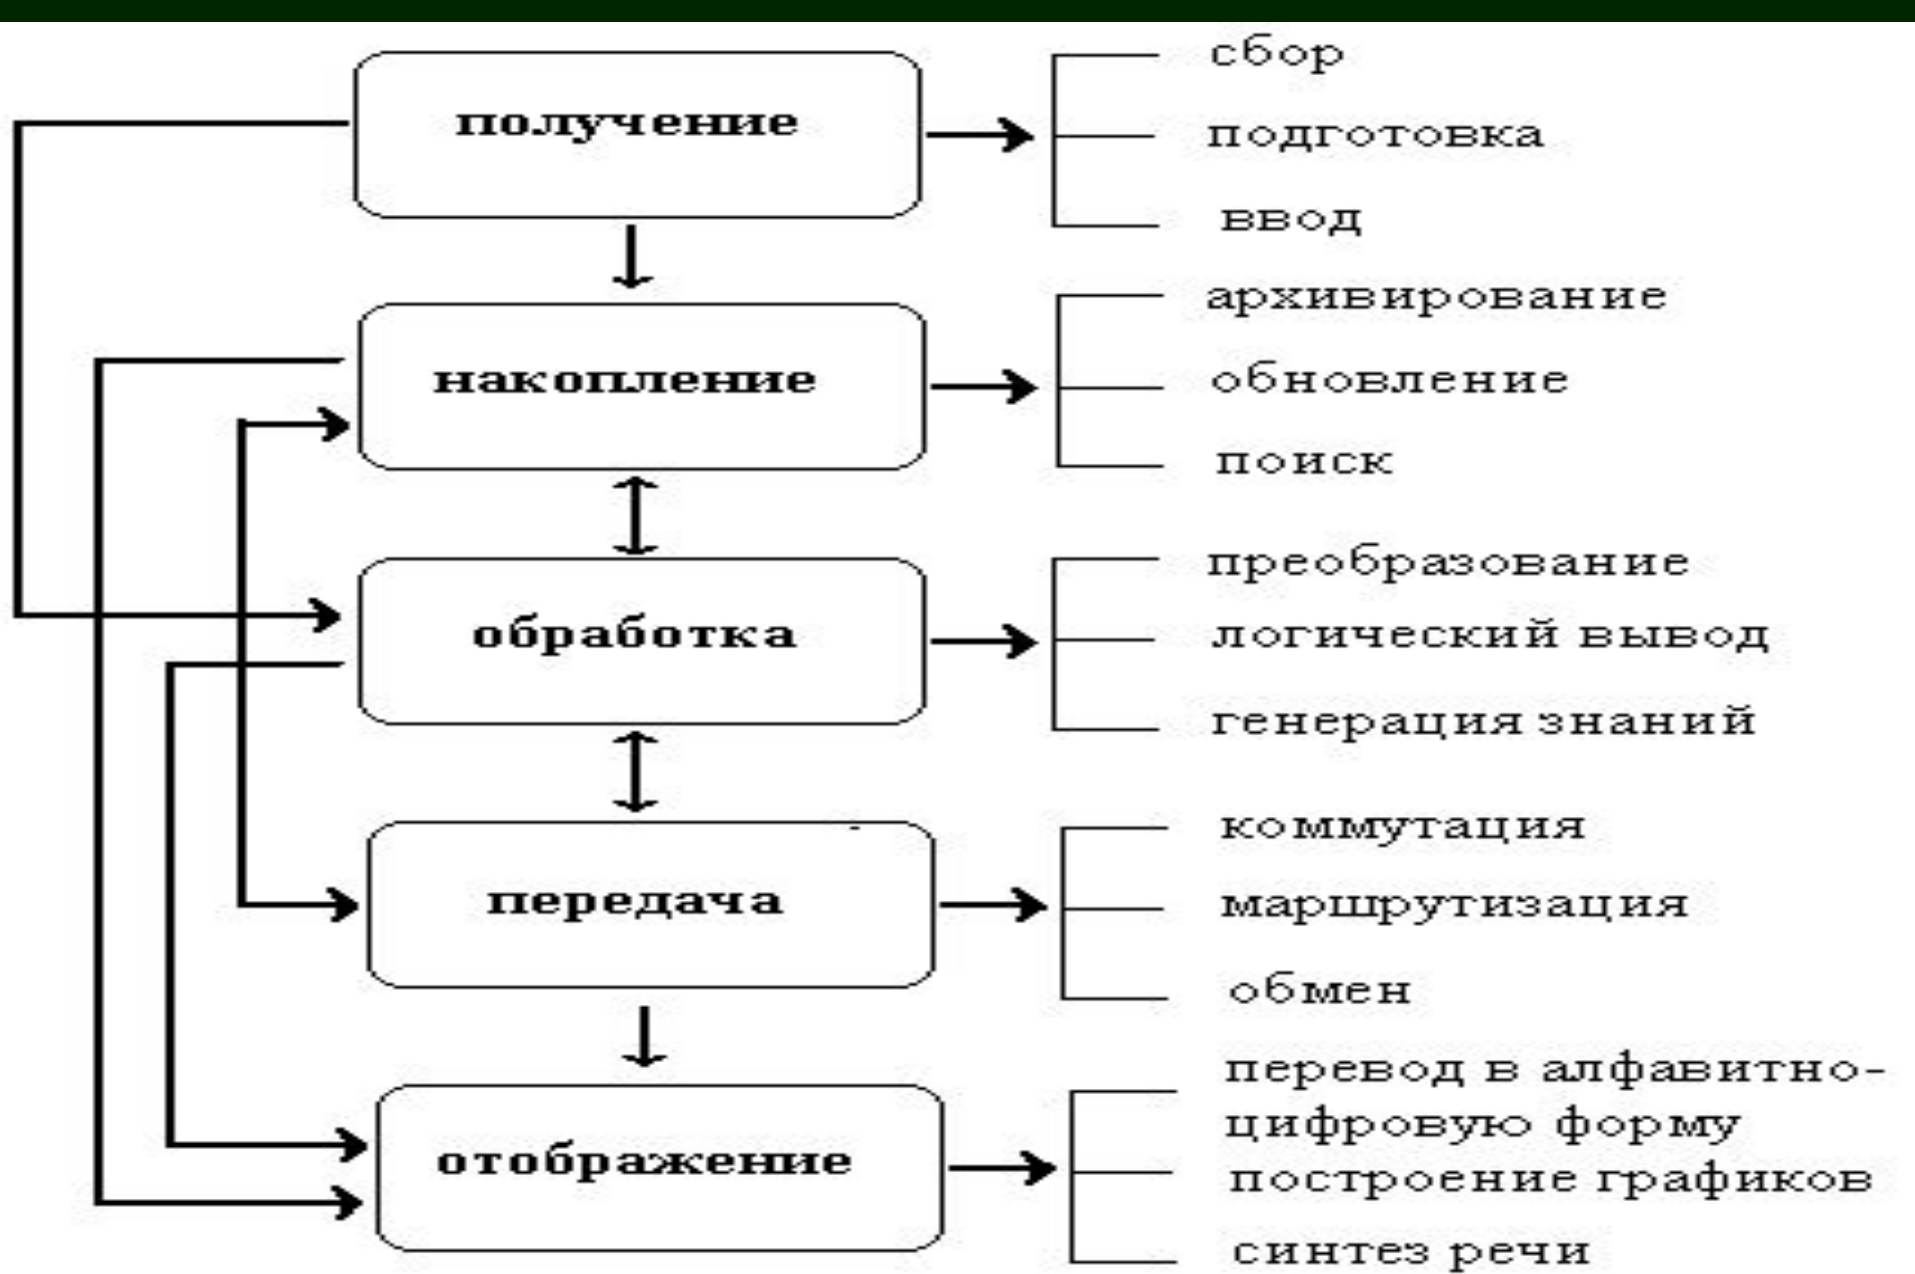 получение
сбор
подготовка
ввод
накопление
архивирование
обновление
поиск
обработка
преобразование
логический вывод
генерация знаний
передача
коммутация
маршрутизация
обмен
отображение
перевод в алфавитно-
цифровую форму
построение графиков
синтез речи